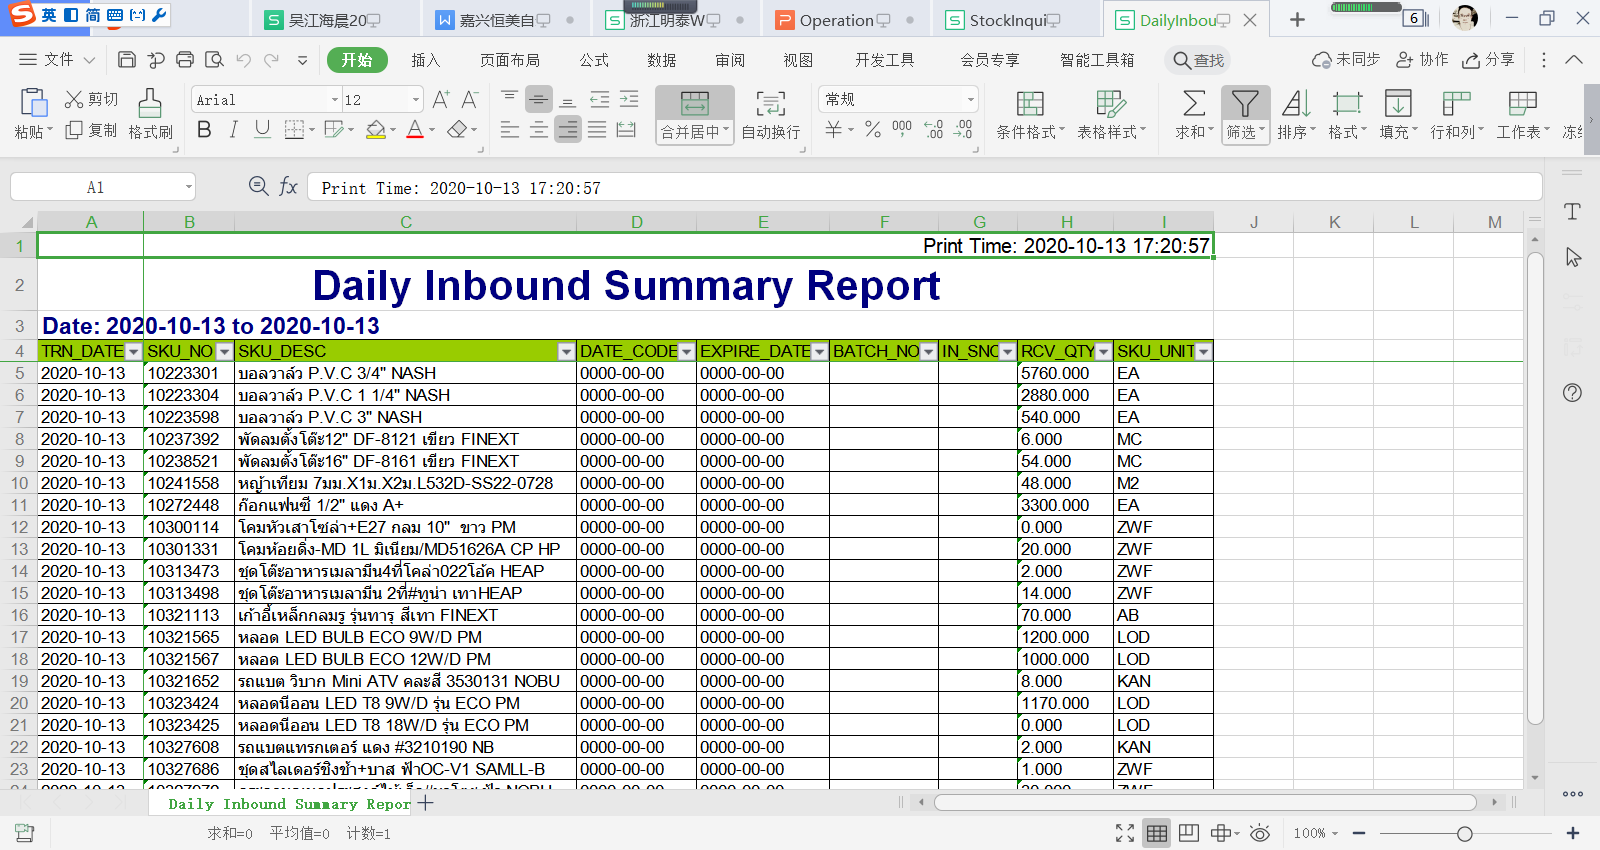 英 简
吴江海晨20
嘉兴恒美自
浙江明泰W
Operation
StockInqui
DailyInbou
6
文件 开始 插入 页面布局 公式 数据 审阅 视图 开发工具 会员专享 智能工具箱 查找 未同步 协作 分享
粘贴 剪切 复制 格式刷
Arial 12
B I U A
合并居中 自动换行
常规
条件格式 表格样式 求和 筛选 排序 格式 填充 行和列 工作表 冻结
A1 fx Print Time: 2020-10-13 17:20:57
A B C D E F G H I J K L M
1 Print Time: 2020-10-13 17:20:57
2 Daily Inbound Summary Report
3 Date: 2020-10-13 to 2020-10-13
4 TRN_DATE SKU_NO SKU_DESC DATE_CODE EXPIRE_DATE BATCH_NO IN_SNO RCV_QTY SKU_UNIT
5 2020-10-13 10223301 บอลวาล์ว P.V.C 3/4" NASH 0000-00-00 0000-00-00 5760.000 EA
6 2020-10-13 10223304 บอลวาล์ว P.V.C 1 1/4" NASH 0000-00-00 0000-00-00 2880.000 EA
7 2020-10-13 10223598 บอลวาล์ว P.V.C 3" NASH 0000-00-00 0000-00-00 540.000 EA
8 2020-10-13 10237392 พัดลมตั้งโต๊ะ12" DF-8121 เขียว FINEXT 0000-00-00 0000-00-00 6.000 MC
9 2020-10-13 10238521 พัดลมตั้งโต๊ะ16" DF-8161 เขียว FINEXT 0000-00-00 0000-00-00 54.000 MC
10 2020-10-13 10241558 หญ้าเทียม 7มม.X1ม.X2ม.L532D-SS22-0728 0000-00-00 0000-00-00 48.000 M2
11 2020-10-13 10272448 ก๊อกแฟนซี 1/2" แดง A+ 0000-00-00 0000-00-00 3300.000 EA
12 2020-10-13 10300114 โคมหัวเสาโซล่า+E27 กลม 10" ขาว PM 0000-00-00 0000-00-00 0.000 ZWF
13 2020-10-13 10301331 โคมห้อยดิ่ง-MD 1L มิเนียม/MD51626A CP HP 0000-00-00 0000-00-00 20.000 ZWF
14 2020-10-13 10313473 ชุดโต๊ะอาหารเมลามีน4ที่โคล่า022โอ้ค HEAP 0000-00-00 0000-00-00 2.000 ZWF
15 2020-10-13 10313498 ชุดโต๊ะอาหารเมลามีน 2ที่#ทูน่า เทาHEAP 0000-00-00 0000-00-00 14.000 ZWF
16 2020-10-13 10321113 เก้าอี้เหล็กกลมรู รุ่นทารุ สีเทา FINEXT 0000-00-00 0000-00-00 70.000 AB
17 2020-10-13 10321565 หลอด LED BULB ECO 9W/D PM 0000-00-00 0000-00-00 1200.000 LOD
18 2020-10-13 10321567 หลอด LED BULB ECO 12W/D PM 0000-00-00 0000-00-00 1000.000 LOD
19 2020-10-13 10321652 รถแบต วิบาก Mini ATV คละสี 3530131 NOBU 0000-00-00 0000-00-00 8.000 KAN
20 2020-10-13 10323424 หลอดนีออน LED T8 9W/D รุ่น ECO PM 0000-00-00 0000-00-00 1170.000 LOD
21 2020-10-13 10323425 หลอดนีออน LED T8 18W/D รุ่น ECO PM 0000-00-00 0000-00-00 0.000 LOD
22 2020-10-13 10327608 รถแบตแทรกเตอร์ แดง #3210190 NB 0000-00-00 0000-00-00 2.000 KAN
23 2020-10-13 10327686 ชุดสไลเดอร์ชิงช้า+บาส ฟ้าOC-V1 SAMLL-B 0000-00-00 0000-00-00 1.000 ZWF
Daily Inbound Summary Repor
求和=0 平均值=0 计数=1 100%